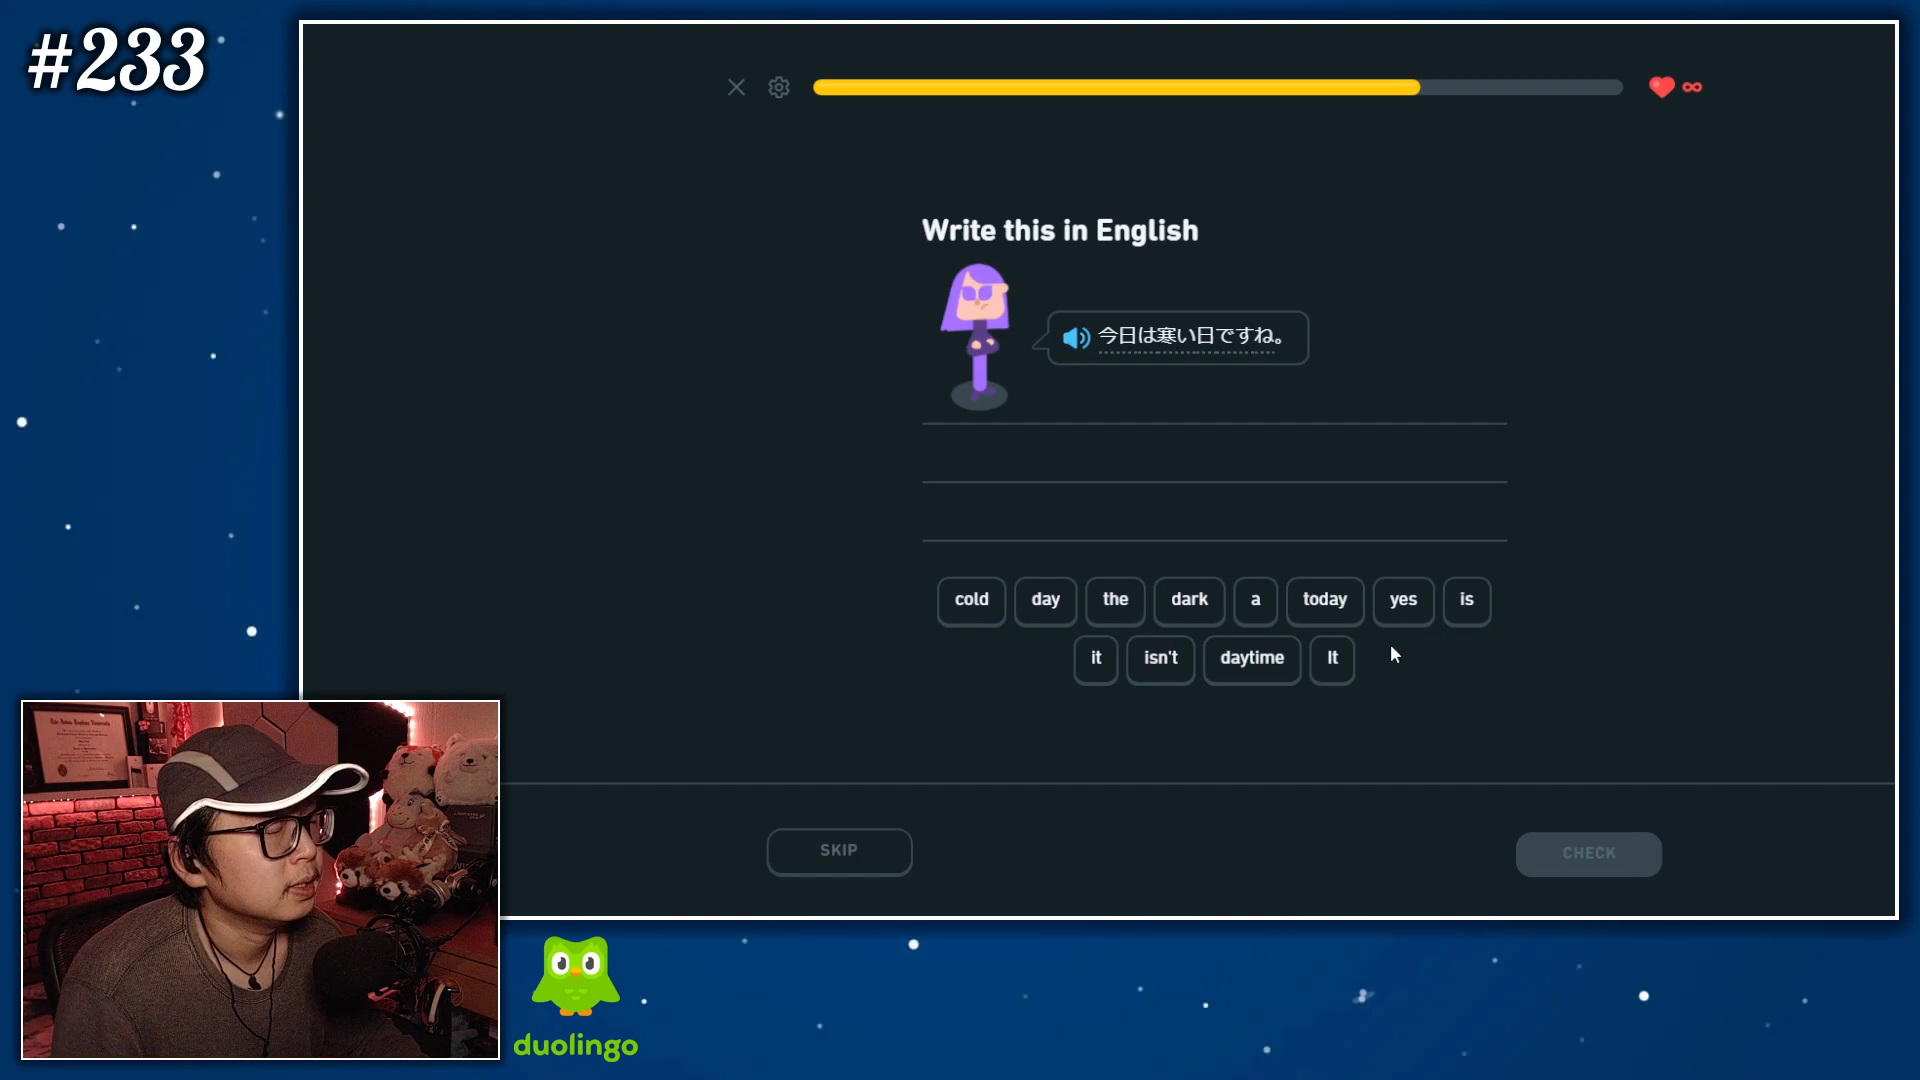 #233
∞
Write this in English
今日は寒い日ですね。
cold day the dark a today yes is
it isn't daytime It
SKIP
CHECK
duolingo